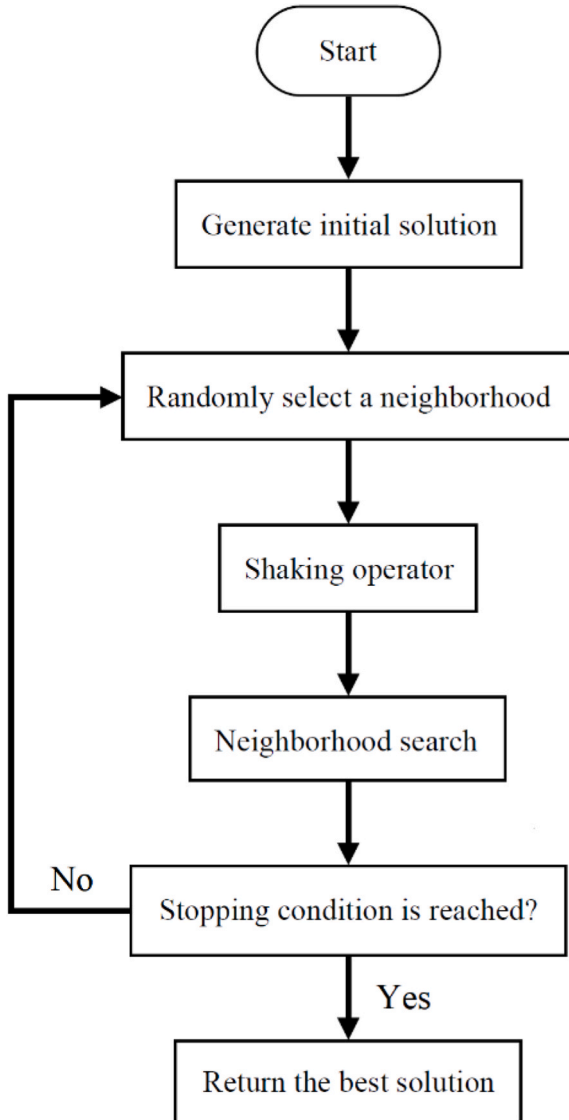 Start
Generate initial solution
Randomly select a neighborhood
Shaking operator
Neighborhood search
No
Stopping condition is reached?
Yes
Return the best solution